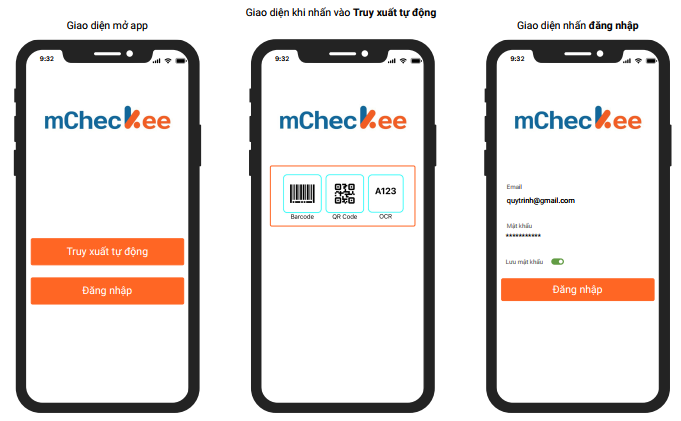 Giao diện mở app
9:32
mCheckee
Truy xuất tự động
Đăng nhập
Giao diện khi nhấn vào Truy xuất tự động
9:32
mCheckee
A123
Barcode
QR Code
OCR
Giao diện nhấn đăng nhập
9:32
mCheckee
Email
quytrinh@gmail.com
Mật khẩu
***********
Lưu mật khẩu
Đăng nhập